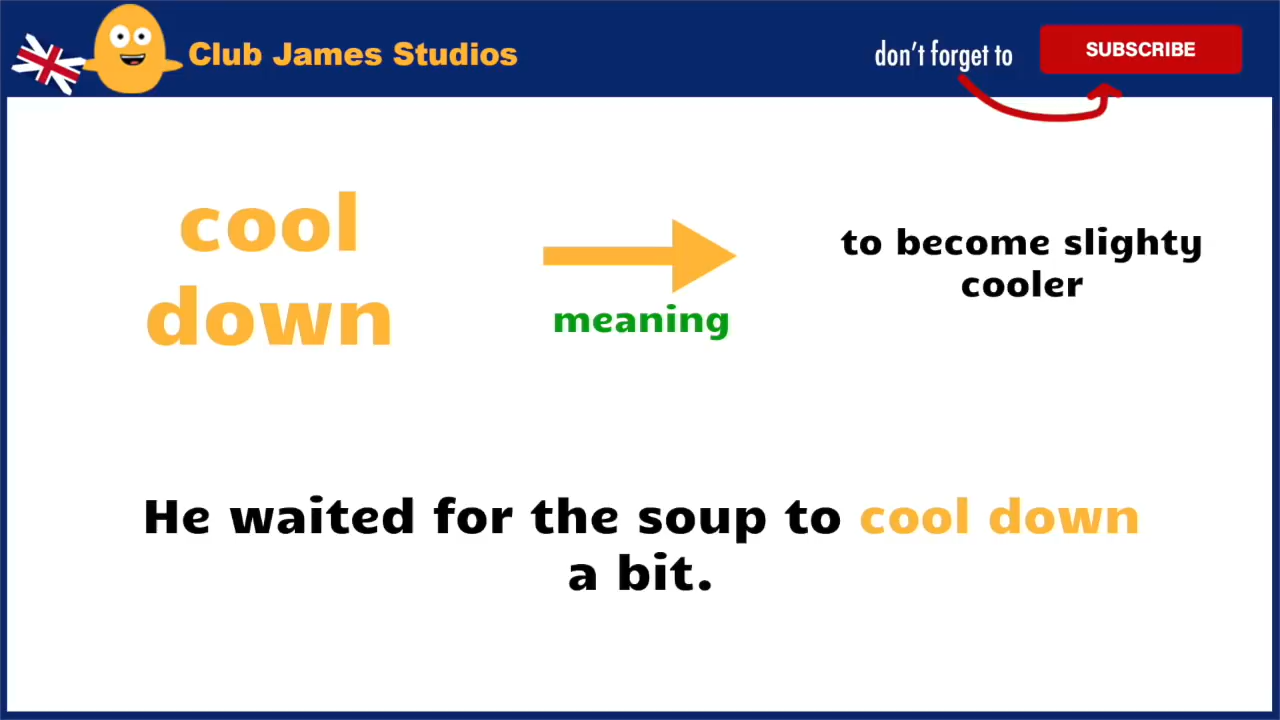 Club James Studios
don't forget to
SUBSCRIBE
cool
down
meaning
to become slighty
cooler
He waited for the soup to cool down
a bit.